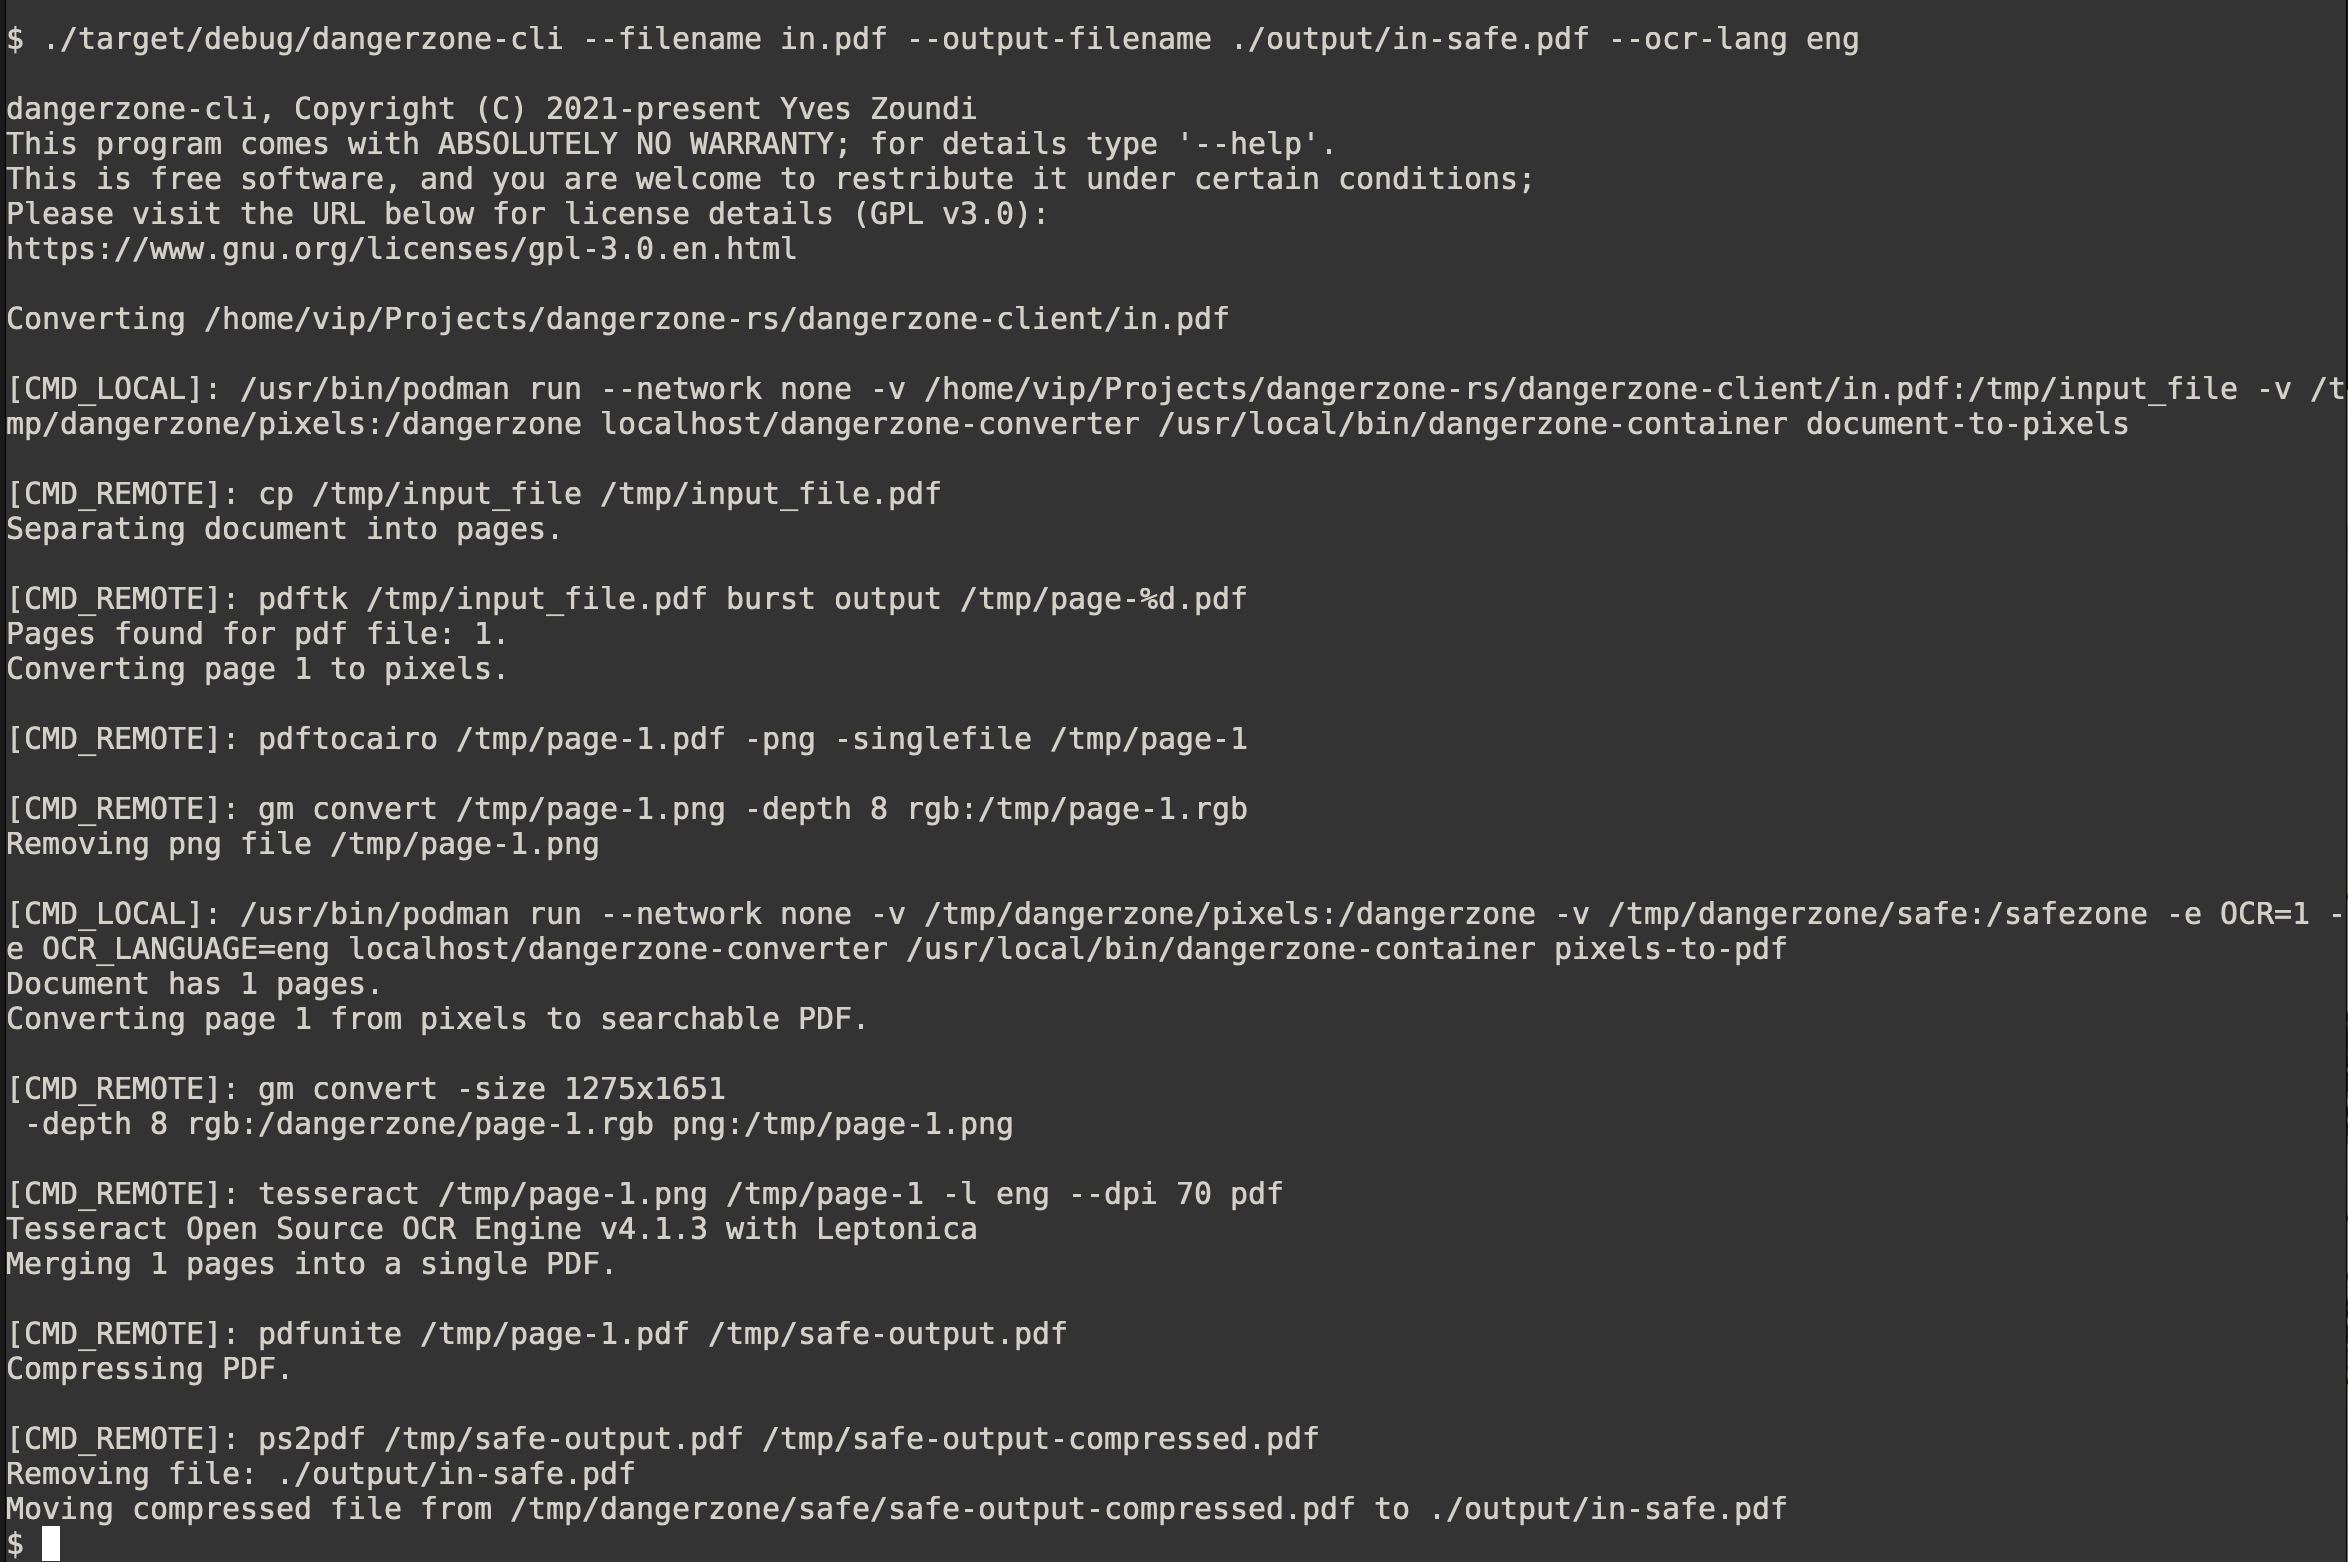 $ ./target/debug/dangerzone-cli --filename in.pdf --output-filename ./output/in-safe.pdf --ocr-lang eng
dangerzone-cli, Copyright (C) 2021-present Yves Zoundi
This program comes with ABSOLUTELY NO WARRANTY; for details type '--help'.
This is free software, and you are welcome to restribute it under certain conditions;
Please visit the URL below for license details (GPL v3.0):
https://www.gnu.org/licenses/gpl-3.0.en.html
Converting /home/vip/Projects/dangerzone-rs/dangerzone-client/in.pdf
[CMD_LOCAL]: /usr/bin/podman run --network none -v /home/vip/Projects/dangerzone-rs/dangerzone-client/in.pdf:/tmp/input_file -v /t
mp/dangerzone/pixels:/dangerzone localhost/dangerzone-converter /usr/local/bin/dangerzone-container document-to-pixels
[CMD_REMOTE]: cp /tmp/input_file /tmp/input_file.pdf
Separating document into pages.
[CMD_REMOTE]: pdftk /tmp/input_file.pdf burst output /tmp/page-%d.pdf
Pages found for pdf file: 1.
Converting page 1 to pixels.
[CMD_REMOTE]: pdftocairo /tmp/page-1.pdf -png -singlefile /tmp/page-1
[CMD_REMOTE]: gm convert /tmp/page-1.png -depth 8 rgb:/tmp/page-1.rgb
Removing png file /tmp/page-1.png
[CMD_LOCAL]: /usr/bin/podman run --network none -v /tmp/dangerzone/pixels:/dangerzone -v /tmp/dangerzone/safe:/safezone -e OCR=1 -
e OCR_LANGUAGE=eng localhost/dangerzone-converter /usr/local/bin/dangerzone-container pixels-to-pdf
Document has 1 pages.
Converting page 1 from pixels to searchable PDF.
[CMD_REMOTE]: gm convert -size 1275x1651
 -depth 8 rgb:/dangerzone/page-1.rgb png:/tmp/page-1.png
[CMD_REMOTE]: tesseract /tmp/page-1.png /tmp/page-1 -l eng --dpi 70 pdf
Tesseract Open Source OCR Engine v4.1.3 with Leptonica
Merging 1 pages into a single PDF.
[CMD_REMOTE]: pdfunite /tmp/page-1.pdf /tmp/safe-output.pdf
Compressing PDF.
[CMD_REMOTE]: ps2pdf /tmp/safe-output.pdf /tmp/safe-output-compressed.pdf
Removing file: ./output/in-safe.pdf
Moving compressed file from /tmp/dangerzone/safe/safe-output-compressed.pdf to ./output/in-safe.pdf
$